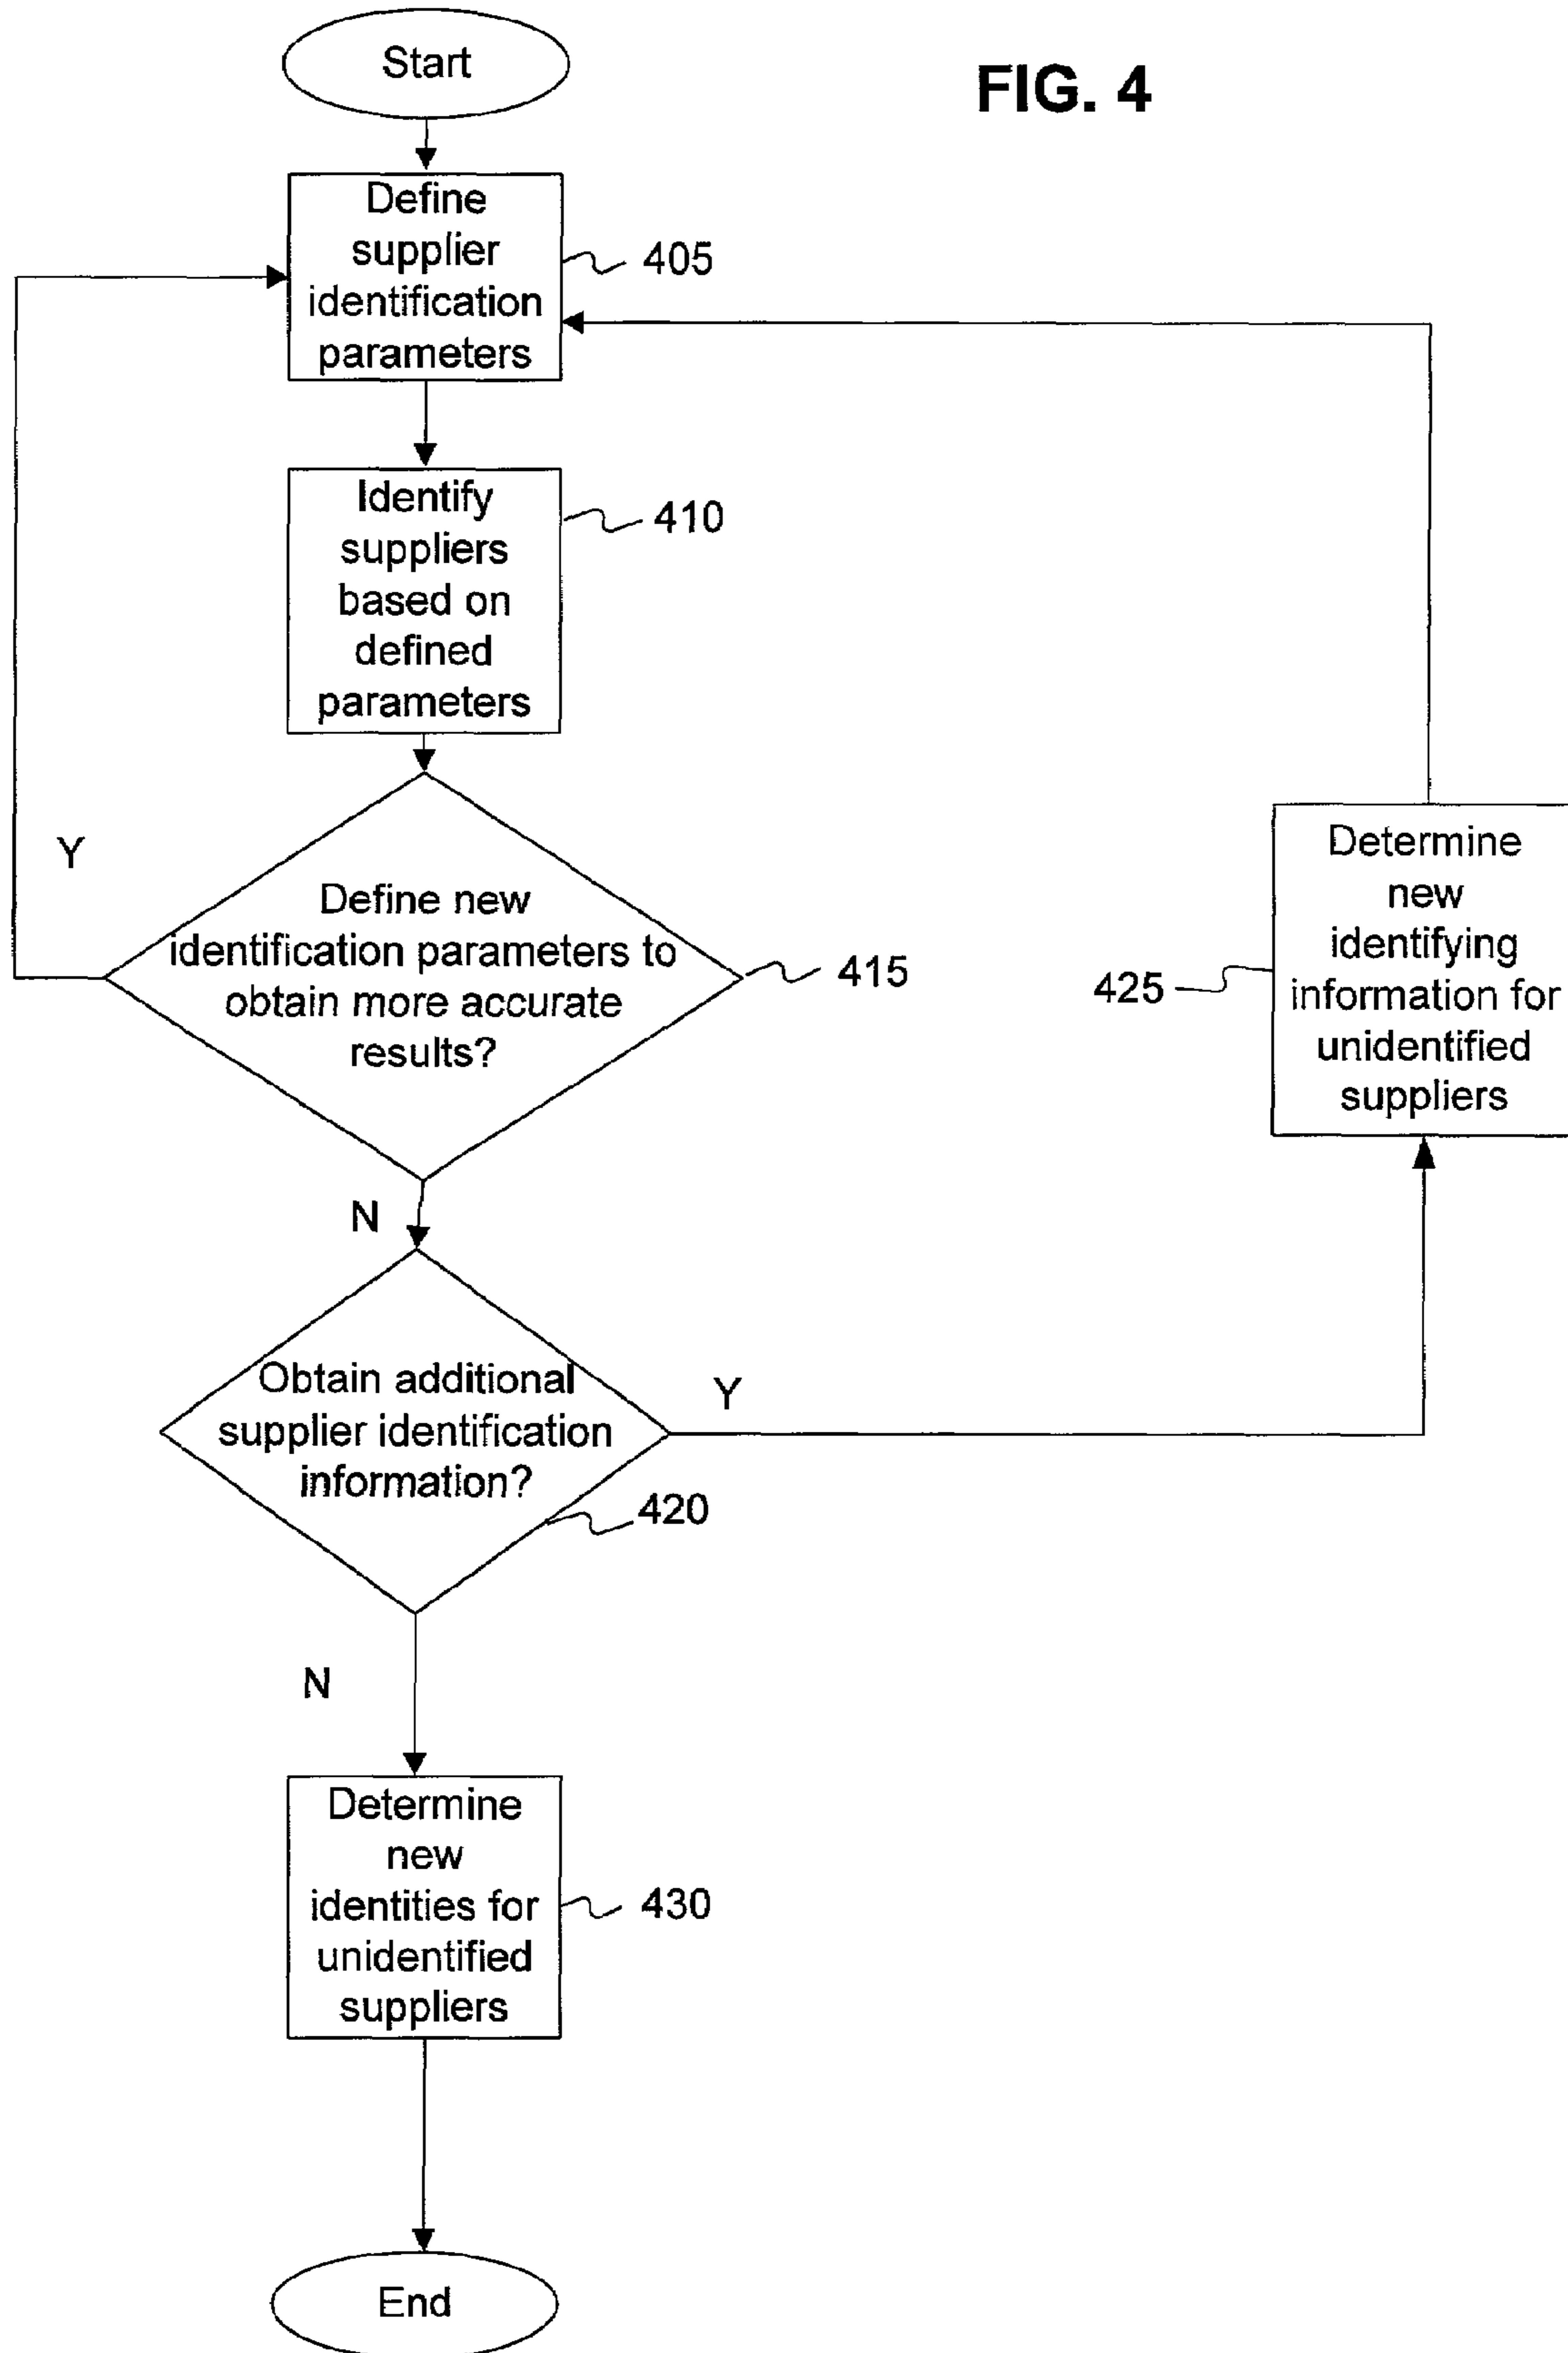 Start
FIG. 4
Define
supplier
identification
parameters
405
Identify
suppliers
based on
defined
parameters
410
Y
Define new
identification parameters to
obtain more accurate
results?
415
Determine
new
identifying
information for
unidentified
suppliers
425
N
Obtain additional
supplier identification
information?
Y
420
N
Determine
new
identities for
unidentified
suppliers
430
End